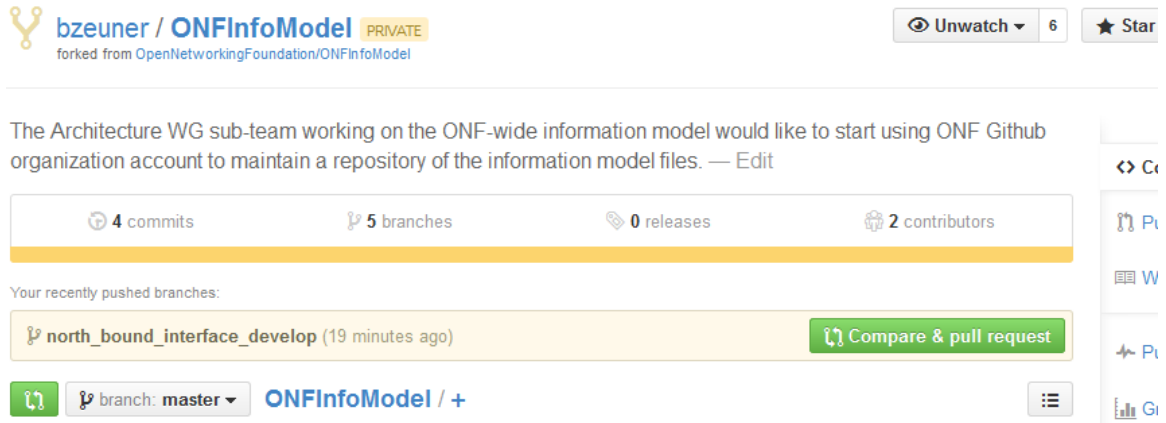 bzeuner / ONFInfoModel PRIVATE
Unwatch 6
Star
forked from OpenNetworkingFoundation/ONFInfoModel
The Architecture WG sub-team working on the ONF-wide information model would like to start using ONF Github
organization account to maintain a repository of the information model files. — Edit
4 commits 5 branches 0 releases 2 contributors
Your recently pushed branches:
north_bound_interface_develop (19 minutes ago) Compare & pull request
branch: master ONFInfoModel / +